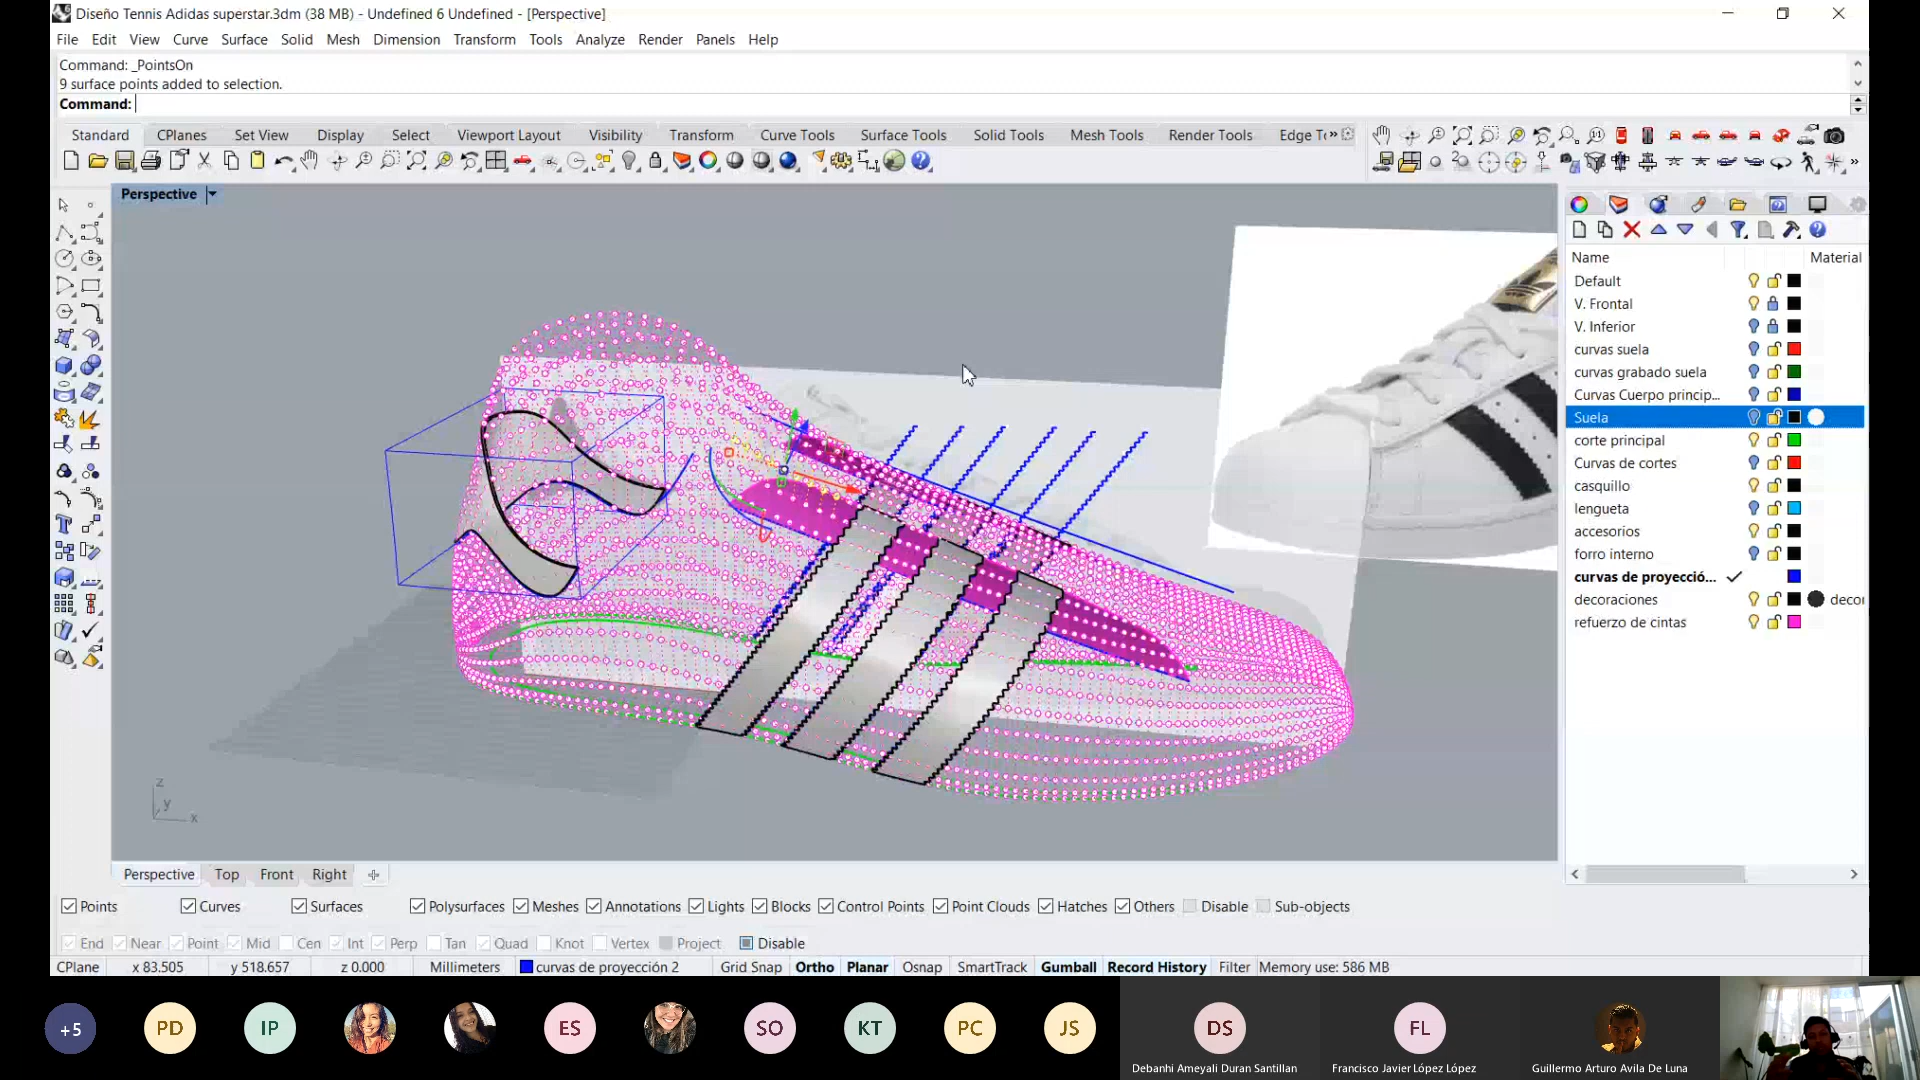 Diseño Tennis Adidas superstar.3dm (38 MB) - Undefined 6 Undefined - [Perspective]
File Edit View Curve Surface Solid Mesh Dimension Transform Tools Analyze Render Panels Help
Command: _PointsOn
9 surface points added to selection.
Command:
Standard CPlanes Set View Display Select Viewport Layout Visibility Transform Curve Tools Surface Tools Solid Tools Mesh Tools Render Tools Edge
Perspective
Name Material
Default
V. Frontal
V. Inferior
curvas suela
curvas grabado suela
Curvas Cuerpo princip...
Suela
corte principal
Curvas de cortes
casquillo
lengueta
accesorios
forro interno
curvas de proyecció...
decoraciones deco
refuerzo de cintas
z
y
x
Perspective Top Front Right
Points Curves Surfaces Polysurfaces Meshes Annotations Lights Blocks Control Points Point Clouds Hatches Others Disable Sub-objects
End Near Point Mid Cen Int Perp Tan Quad Knot Vertex Project Disable
CPlane x 83.505 y 518.657 z 0.000 Millimeters curvas de proyección 2 Grid Snap Ortho Planar Osnap SmartTrack Gumball Record History Filter Memory use: 586 MB
+5 PD IP ES SO KT PC JS DS FL
Debanhi Ameyali Duran Santillan Francisco Javier López López Guillermo Arturo Avila De Luna